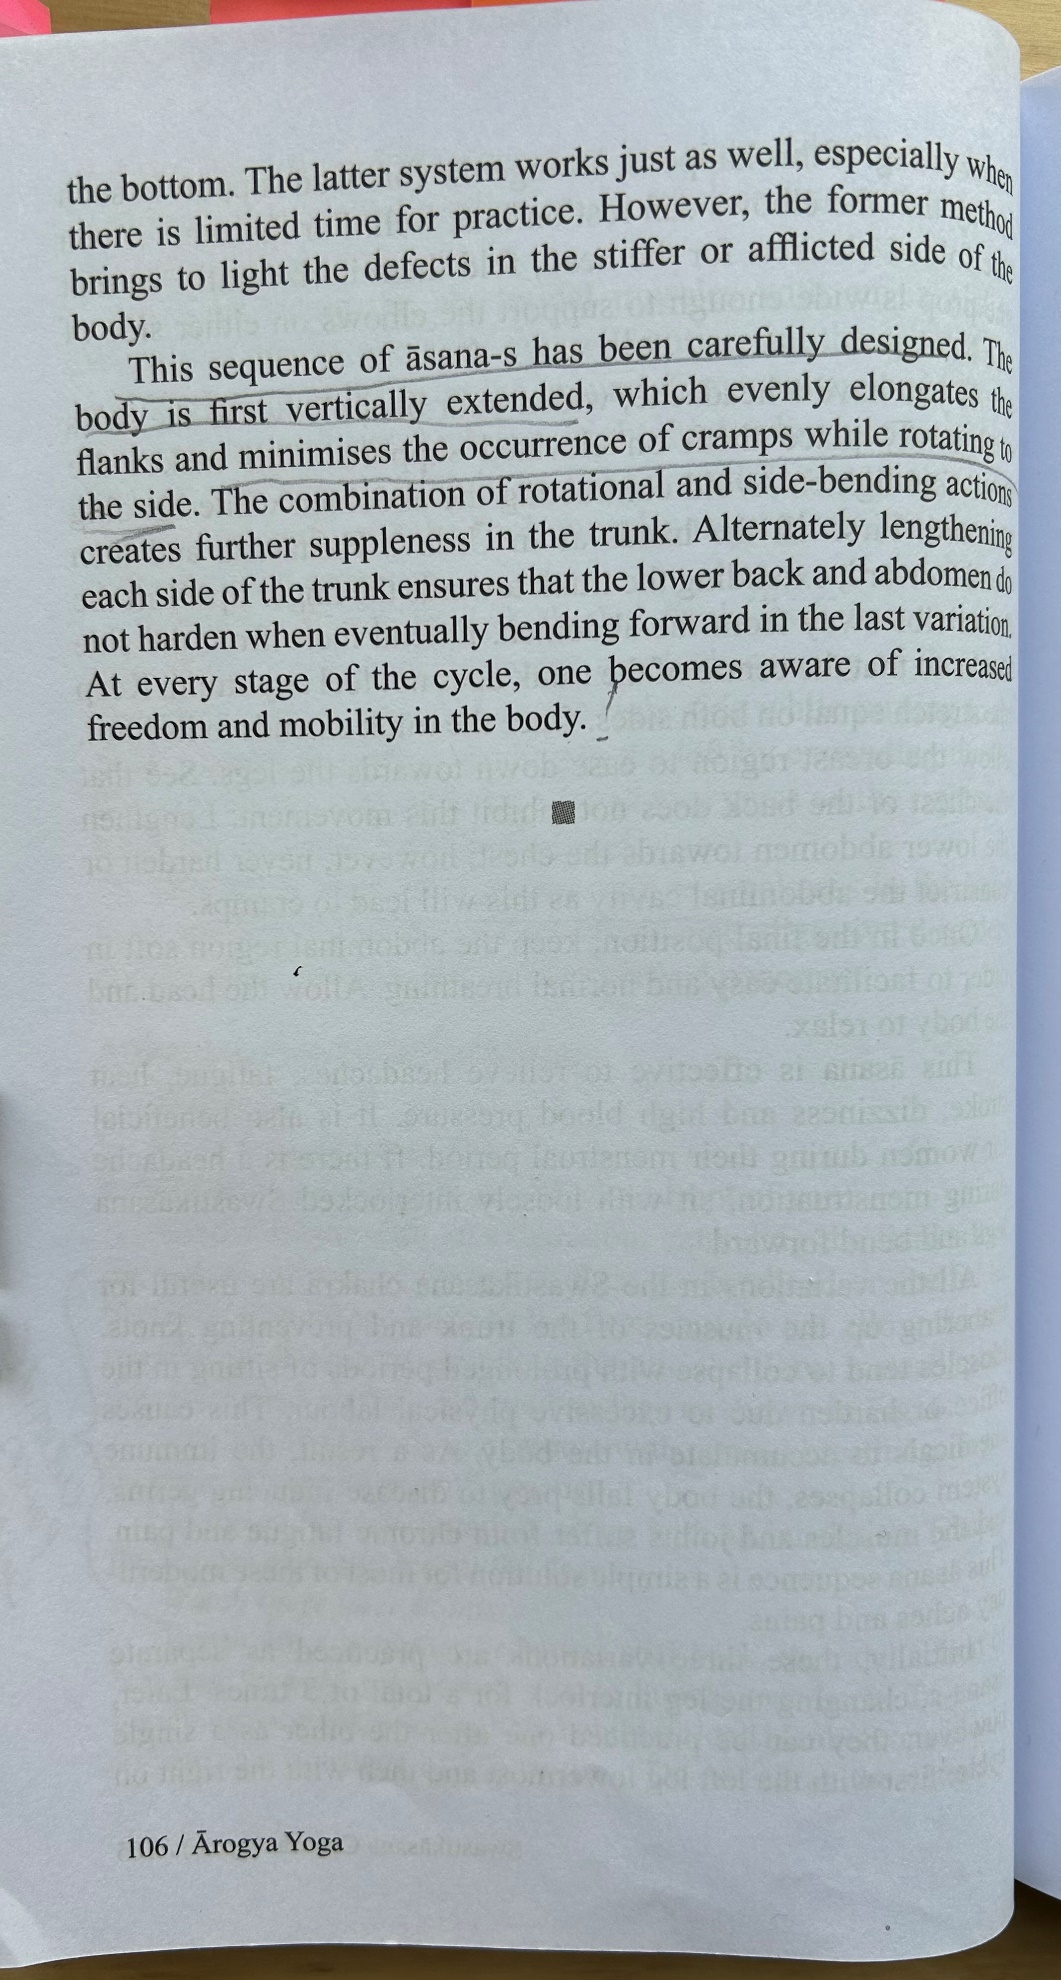 the bottom. The latter system works just as well, especially when
there is limited time for practice. However, the former method
brings to light the defects in the stiffer or afflicted side of the
body.
This sequence of āsana-s has been carefully designed. The
body is first vertically extended, which evenly elongates the
flanks and minimises the occurrence of cramps while rotating to
the side. The combination of rotational and side-bending actions
creates further suppleness in the trunk. Alternately lengthening
each side of the trunk ensures that the lower back and abdomen do
not harden when eventually bending forward in the last variation.
At every stage of the cycle, one becomes aware of increased
freedom and mobility in the body.
106 / Ārogya Yoga